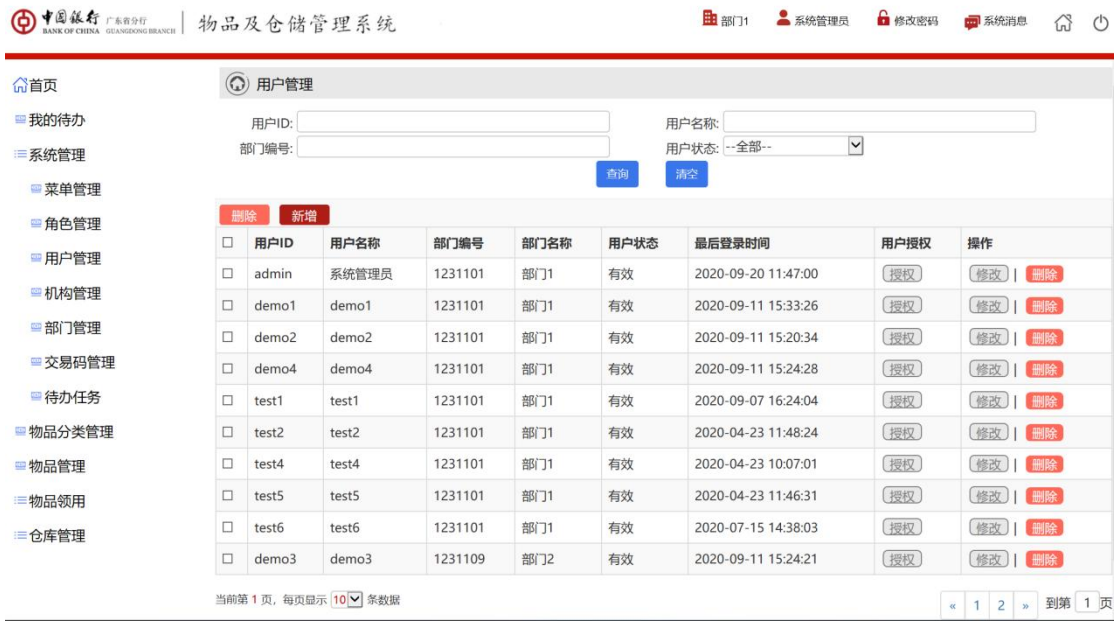 中国银行 广东省分行 物品及仓储管理系统 部门1 系统管理员 修改密码 系统消息
BANK OF CHINA GUANGDONG BRANCH
首页
我的待办
系统管理
菜单管理
角色管理
用户管理
机构管理
部门管理
交易码管理
待办任务
物品分类管理
物品管理
物品领用
仓库管理
用户管理
用户ID: 用户名称:
部门编号: 用户状态: --全部--
查询 清空
删除 新增
用户ID 用户名称 部门编号 部门名称 用户状态 最后登录时间 用户授权 操作
admin 系统管理员 1231101 部门1 有效 2020-09-20 11:47:00 授权 修改 | 删除
demo1 demo1 1231101 部门1 有效 2020-09-11 15:33:26 授权 修改 | 删除
demo2 demo2 1231101 部门1 有效 2020-09-11 15:20:34 授权 修改 | 删除
demo4 demo4 1231101 部门1 有效 2020-09-11 15:24:28 授权 修改 | 删除
test1 test1 1231101 部门1 有效 2020-09-07 16:24:04 授权 修改 | 删除
test2 test2 1231101 部门1 有效 2020-04-23 11:48:24 授权 修改 | 删除
test4 test4 1231101 部门1 有效 2020-04-23 10:07:01 授权 修改 | 删除
test5 test5 1231101 部门1 有效 2020-04-23 11:46:31 授权 修改 | 删除
test6 test6 1231101 部门1 有效 2020-07-15 14:38:03 授权 修改 | 删除
demo3 demo3 1231109 部门2 有效 2020-09-11 15:24:21 授权 修改 | 删除
当前第 1 页, 每页显示 10 条数据 « 1 2 » 到第 1 页